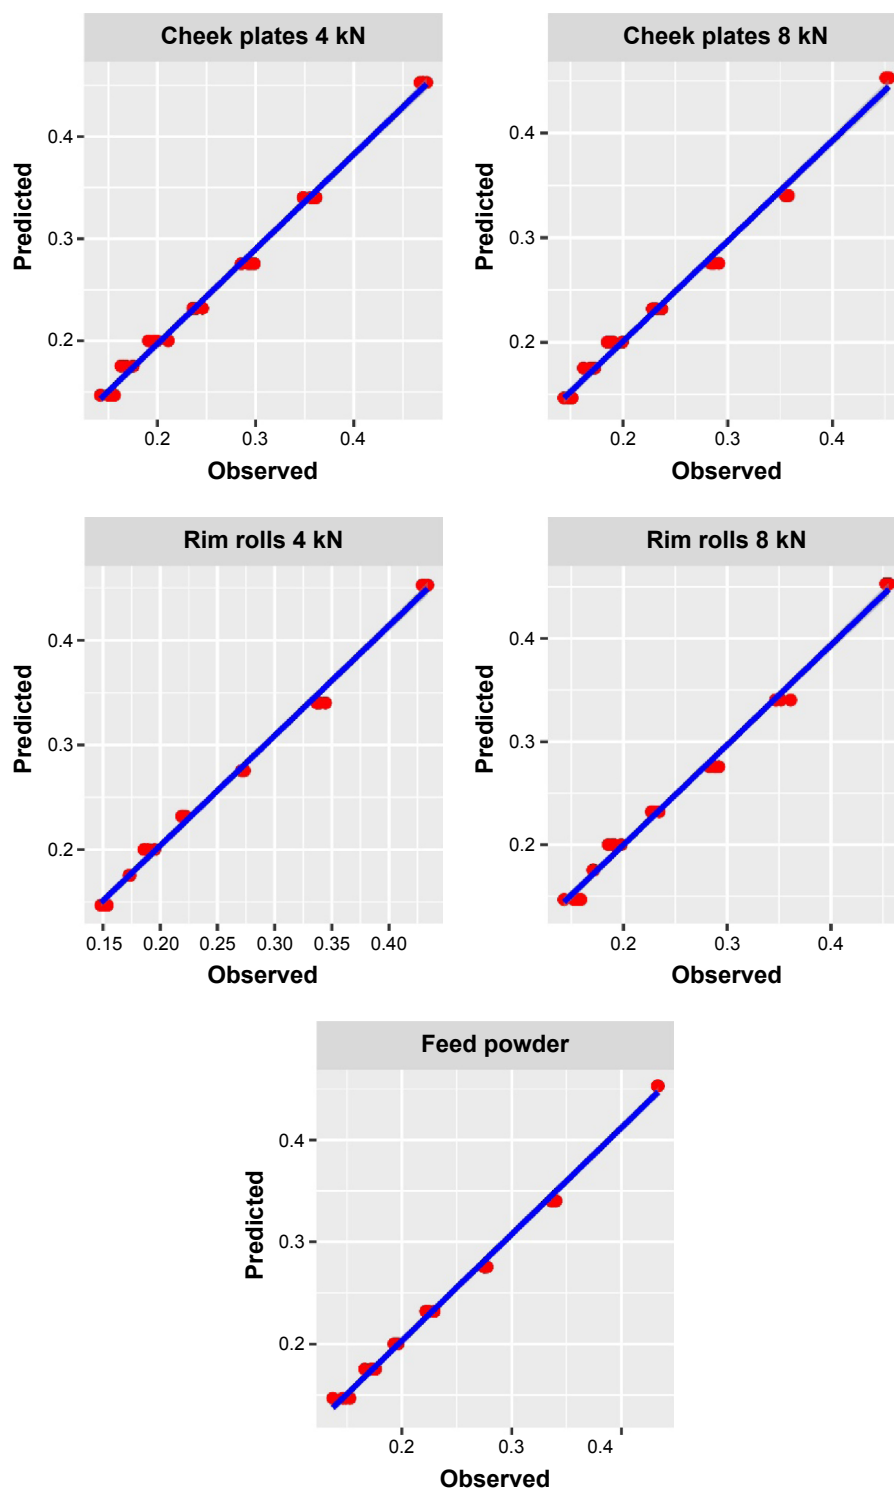 Cheek plates 4 kN
Predicted
0.4
0.3
0.2
0.2 0.3 0.4
Observed
Cheek plates 8 kN
Predicted
0.4
0.3
0.2
0.2 0.3 0.4
Observed
Rim rolls 4 kN
Predicted
0.4
0.3
0.2
0.15 0.20 0.25 0.30 0.35 0.40
Observed
Rim rolls 8 kN
Predicted
0.4
0.3
0.2
0.2 0.3 0.4
Observed
Feed powder
Predicted
0.4
0.3
0.2
0.2 0.3 0.4
Observed